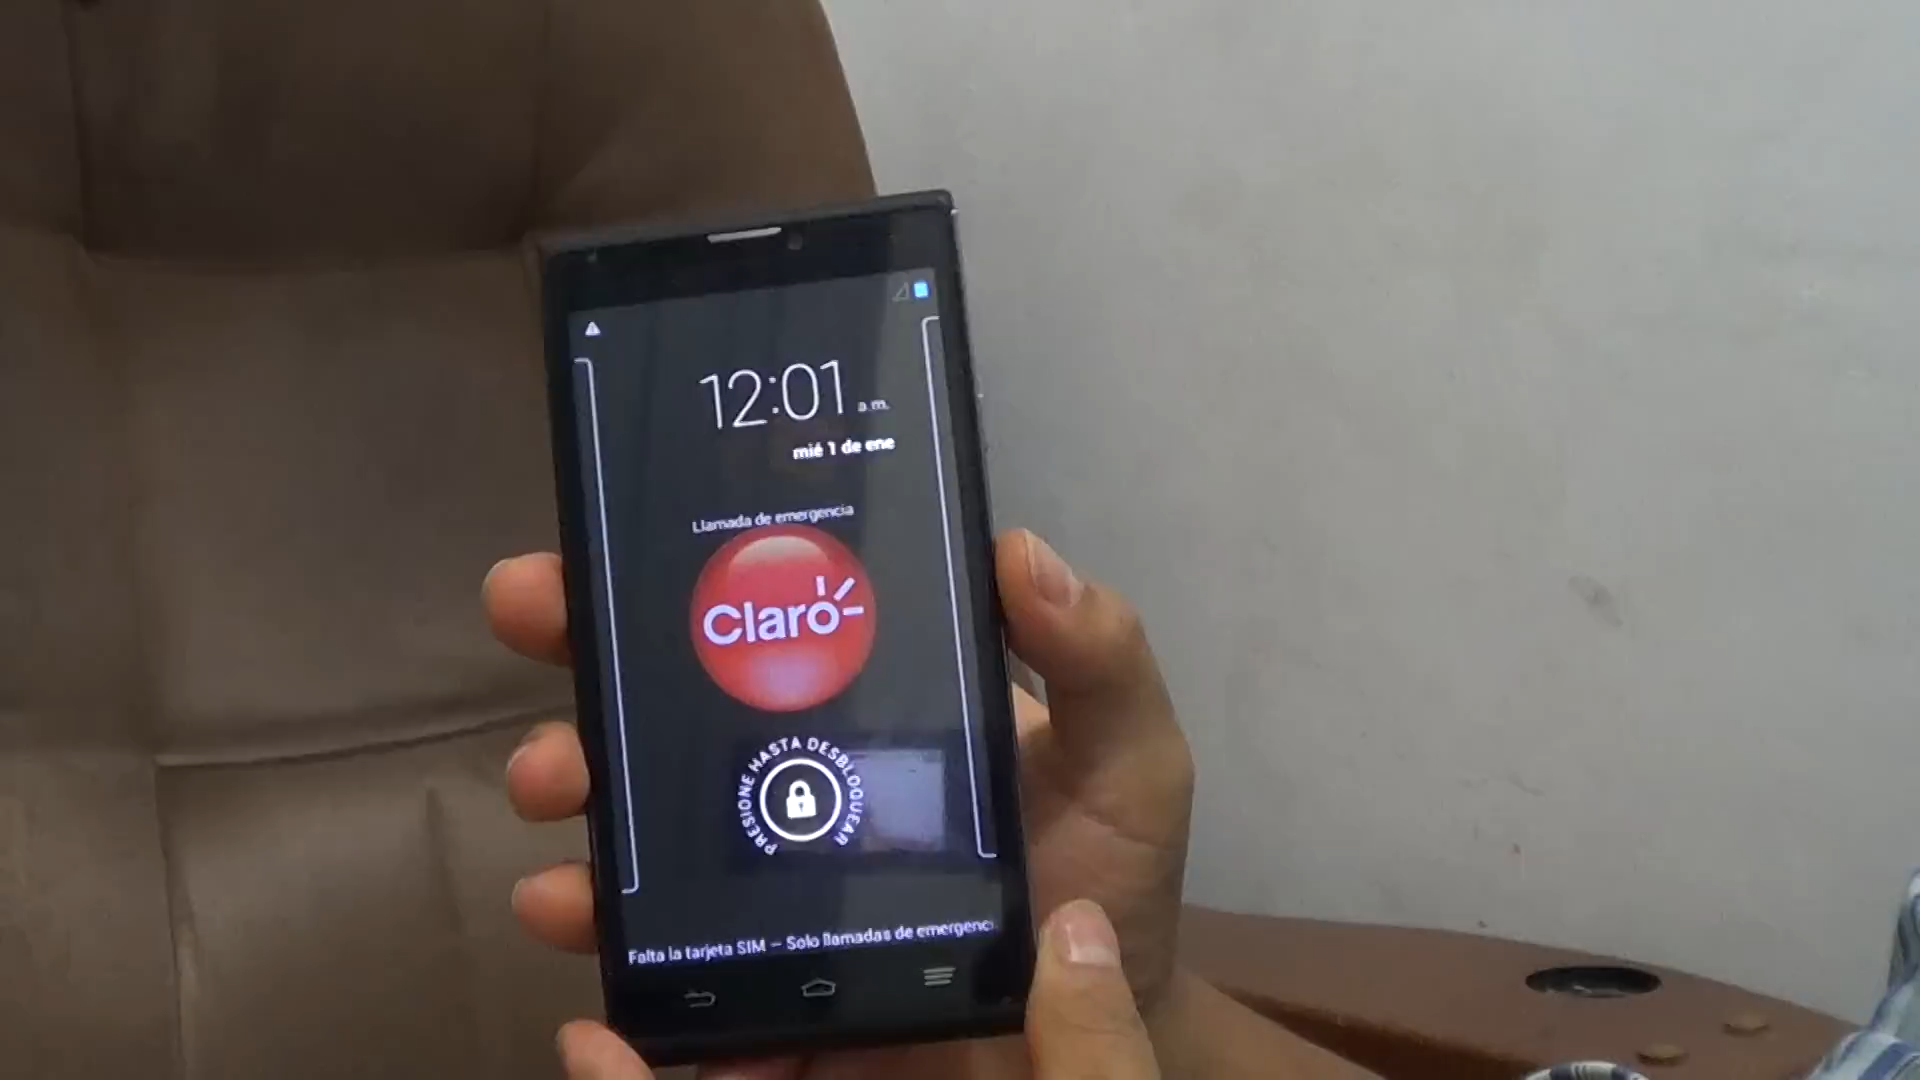 12:01 a.m.
mié 1 de ene
Llamada de emergencia
Claro
PRESIONE HASTA DESBLOQUEAR
Falta la tarjeta SIM — Solo llamadas de emergenc